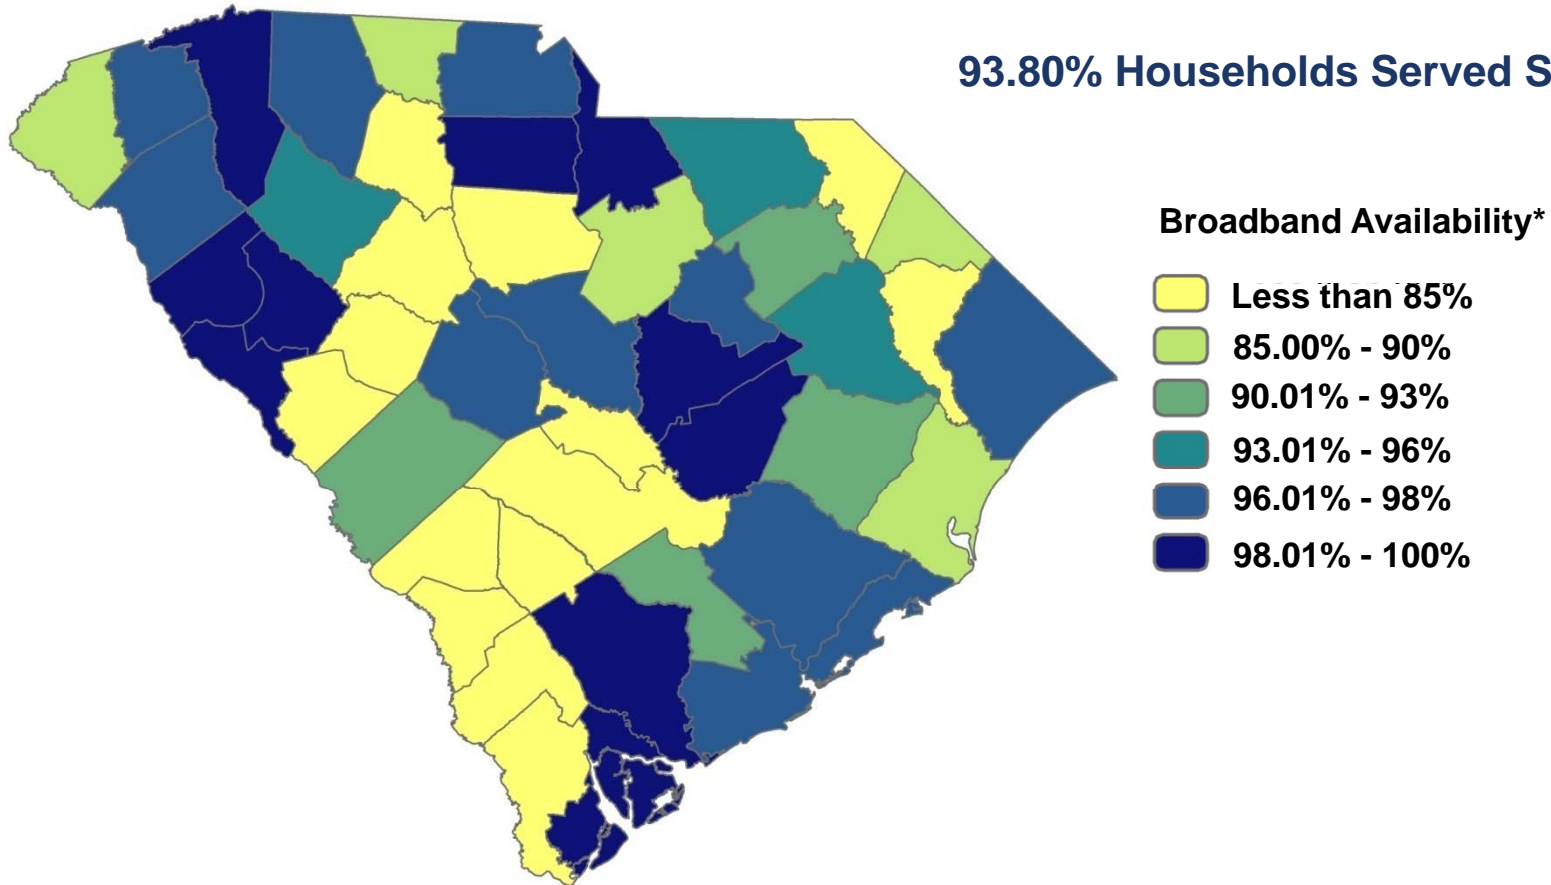 93.80% Households Served S
Broadband Availability*
Less than 85%
85.00% - 90%
90.01% - 93%
93.01% - 96%
96.01% - 98%
98.01% - 100%